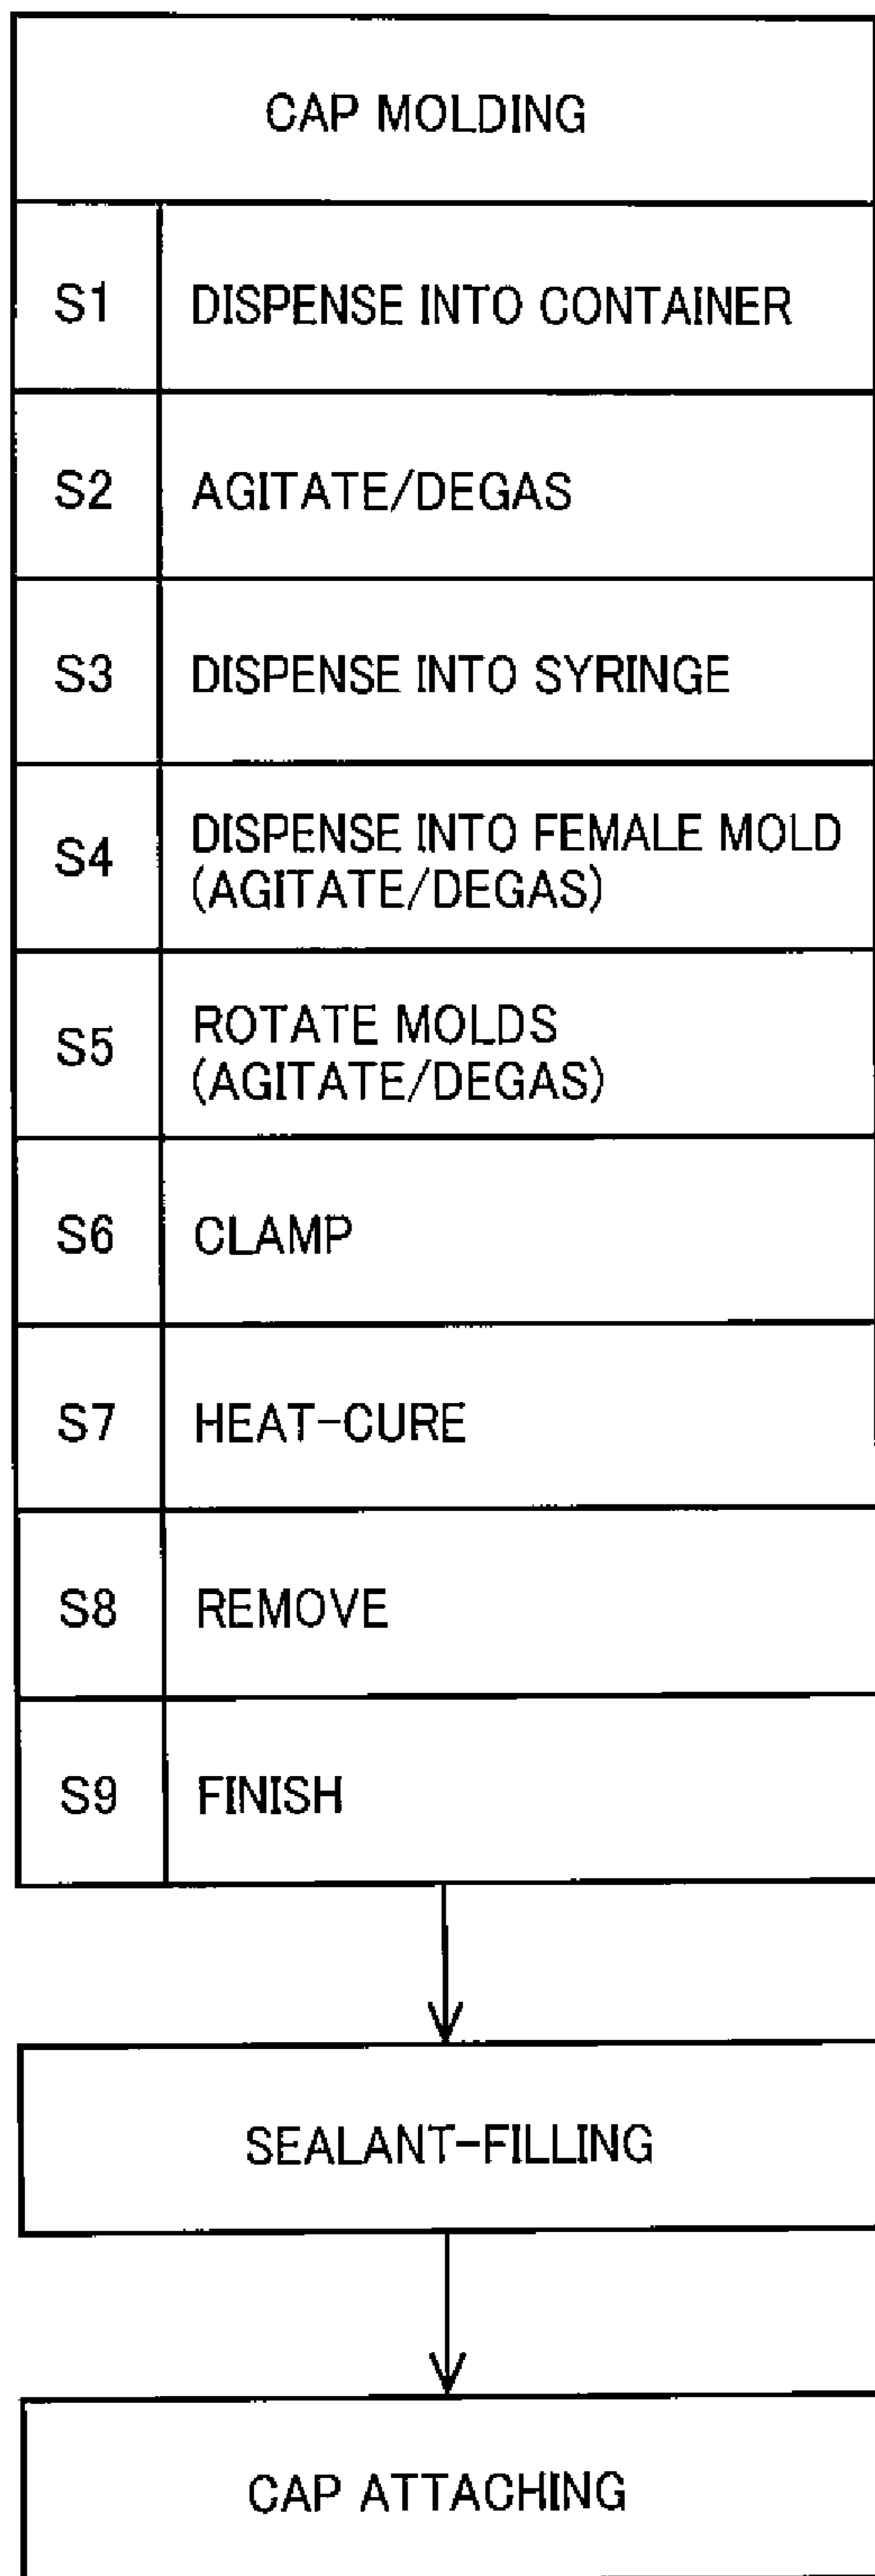 CAP MOLDING
S1 DISPENSE INTO CONTAINER
S2 AGITATE/DEGAS
S3 DISPENSE INTO SYRINGE
S4 DISPENSE INTO FEMALE MOLD
(AGITATE/DEGAS)
S5 ROTATE MOLDS
(AGITATE/DEGAS)
S6 CLAMP
S7 HEAT-CURE
S8 REMOVE
S9 FINISH
SEALANT-FILLING
CAP ATTACHING